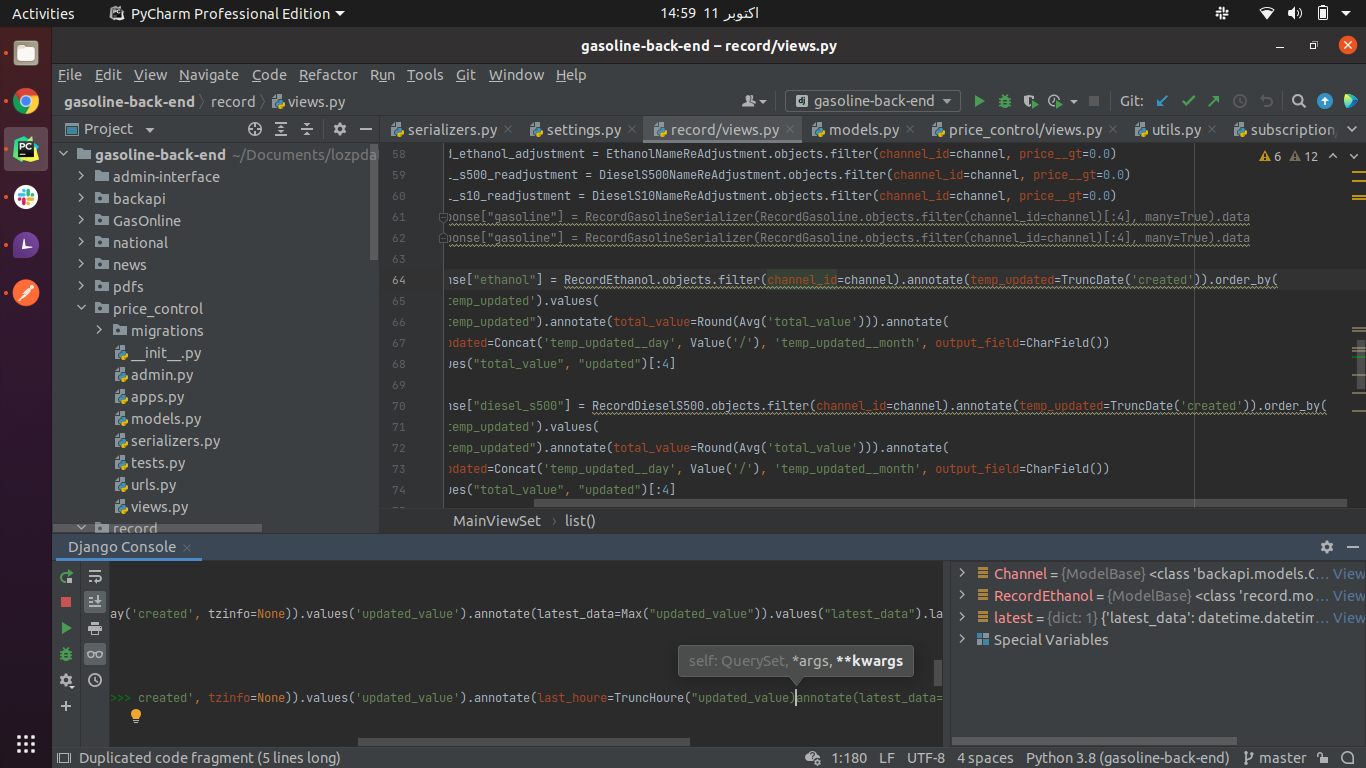 Activities PyCharm Professional Edition 14:59 11 اکتوبر
gasoline-back-end – record/views.py
File Edit View Navigate Code Refactor Run Tools Git Window Help
gasoline-back-end record views.py gasoline-back-end Git:
Project serializers.py settings.py record/views.py models.py price_control/views.py utils.py subscription
gasoline-back-end ~/Documents/lozpda
admin-interface
backapi
GasOnline
national
news
pdfs
price_control
migrations
__init__.py
admin.py
apps.py
models.py
serializers.py
tests.py
urls.py
views.py
record
6 12
58 l_ethanol_adjustment = EthanolNameReAdjustment.objects.filter(channel_id=channel, price__gt=0.0)
59 ._s500_readjustment = DieselS500NameReAdjustment.objects.filter(channel_id=channel, price__gt=0.0)
60 ._s10_readjustment = DieselS10NameReAdjustment.objects.filter(channel_id=channel, price__gt=0.0)
61 ponse["gasoline"] = RecordGasolineSerializer(RecordGasoline.objects.filter(channel_id=channel)[:4], many=True).data
62 ponse["gasoline"] = RecordGasolineSerializer(RecordGasoline.objects.filter(channel_id=channel)[:4], many=True).data
63
64 nse["ethanol"] = RecordEthanol.objects.filter(channel_id=channel).annotate(temp_updated=TruncDate('created')).order_by(
65 temp_updated').values(
66 temp_updated").annotate(total_value=Round(Avg('total_value'))).annotate(
67 pdated=Concat('temp_updated__day', Value('/'), 'temp_updated__month', output_field=CharField())
68 ues("total_value", "updated")[:4]
69
70 nse["diesel_s500"] = RecordDieselS500.objects.filter(channel_id=channel).annotate(temp_updated=TruncDate('created')).order_by(
71 temp_updated').values(
72 temp_updated").annotate(total_value=Round(Avg('total_value'))).annotate(
73 pdated=Concat('temp_updated__day', Value('/'), 'temp_updated__month', output_field=CharField())
74 ues("total_value", "updated")[:4]
MainViewSet list()
Django Console
ay('created', tzinfo=None)).values('updated_value').annotate(latest_data=Max("updated_value")).values("latest_data").la
self: QuerySet, *args, **kwargs
>>> created', tzinfo=None)).values('updated_value').annotate(last_houre=TruncHoure("updated_value)annotate(latest_data=
Channel = {ModelBase} <class 'backapi.models.C... View
RecordEthanol = {ModelBase} <class 'record.mo... View
latest = {dict: 1} {'latest_data': datetime.datetim... View
Special Variables
Duplicated code fragment (5 lines long) 1:180 LF UTF-8 4 spaces Python 3.8 (gasoline-back-end) master